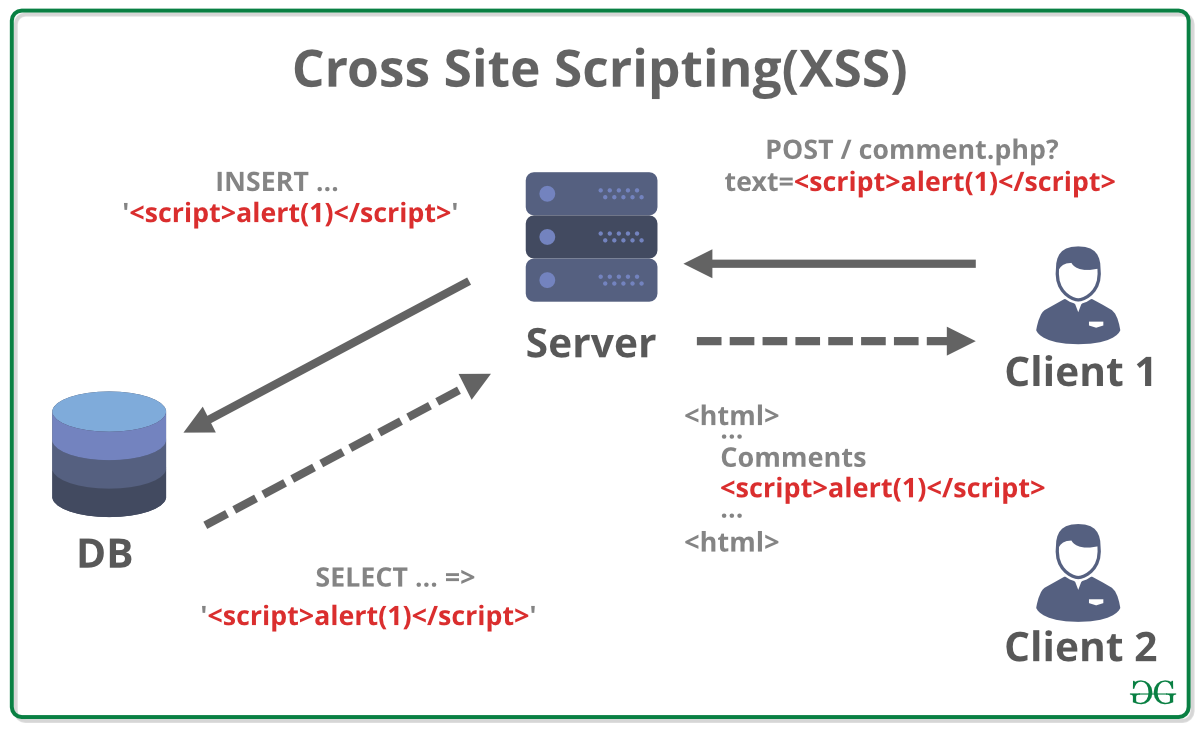 Cross Site Scripting(XSS)
POST / comment.php?
text=<script>alert(1)</script>
INSERT ...
'<script>alert(1)</script>'
Server
Client 1
<html>
...
Comments
<script>alert(1)</script>
...
<html>
DB
SELECT ... =>
'<script>alert(1)</script>'
Client 2